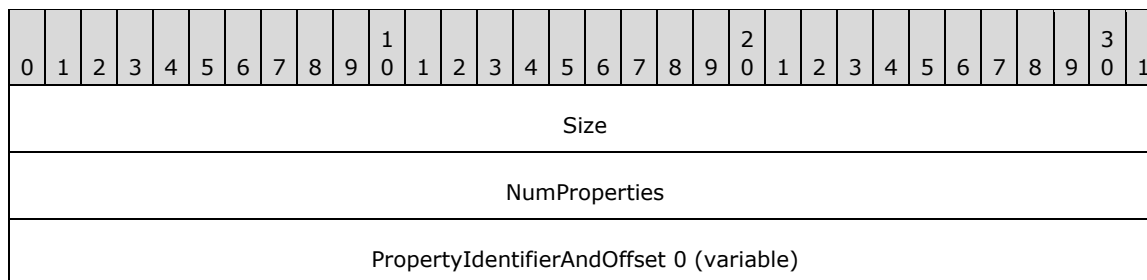 1 2 3
0 1 2 3 4 5 6 7 8 9 0 1 2 3 4 5 6 7 8 9 0 1 2 3 4 5 6 7 8 9 0 1
Size
NumProperties
PropertyIdentifierAndOffset 0 (variable)